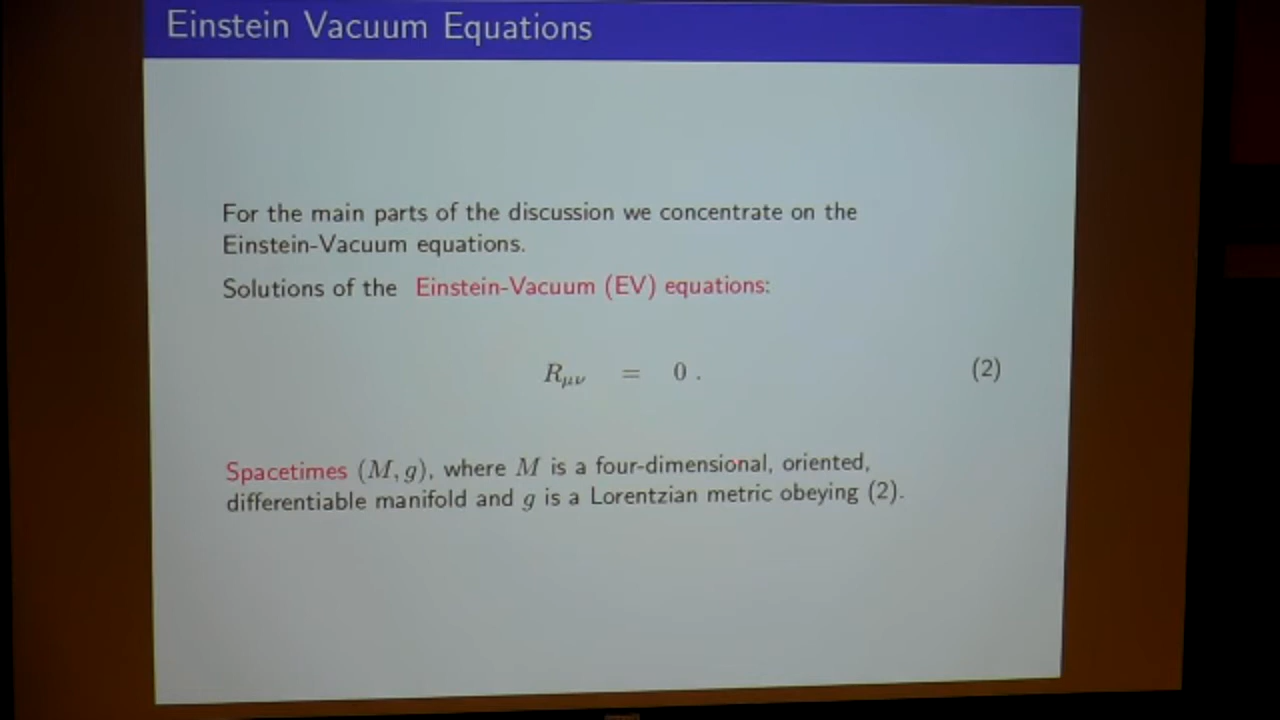 Einstein Vacuum Equations
For the main parts of the discussion we concentrate on the
Einstein-Vacuum equations.
Solutions of the Einstein-Vacuum (EV) equations:
R_{μν} = 0 . (2)
Spacetimes (M, g), where M is a four-dimensional, oriented,
differentiable manifold and g is a Lorentzian metric obeying (2).